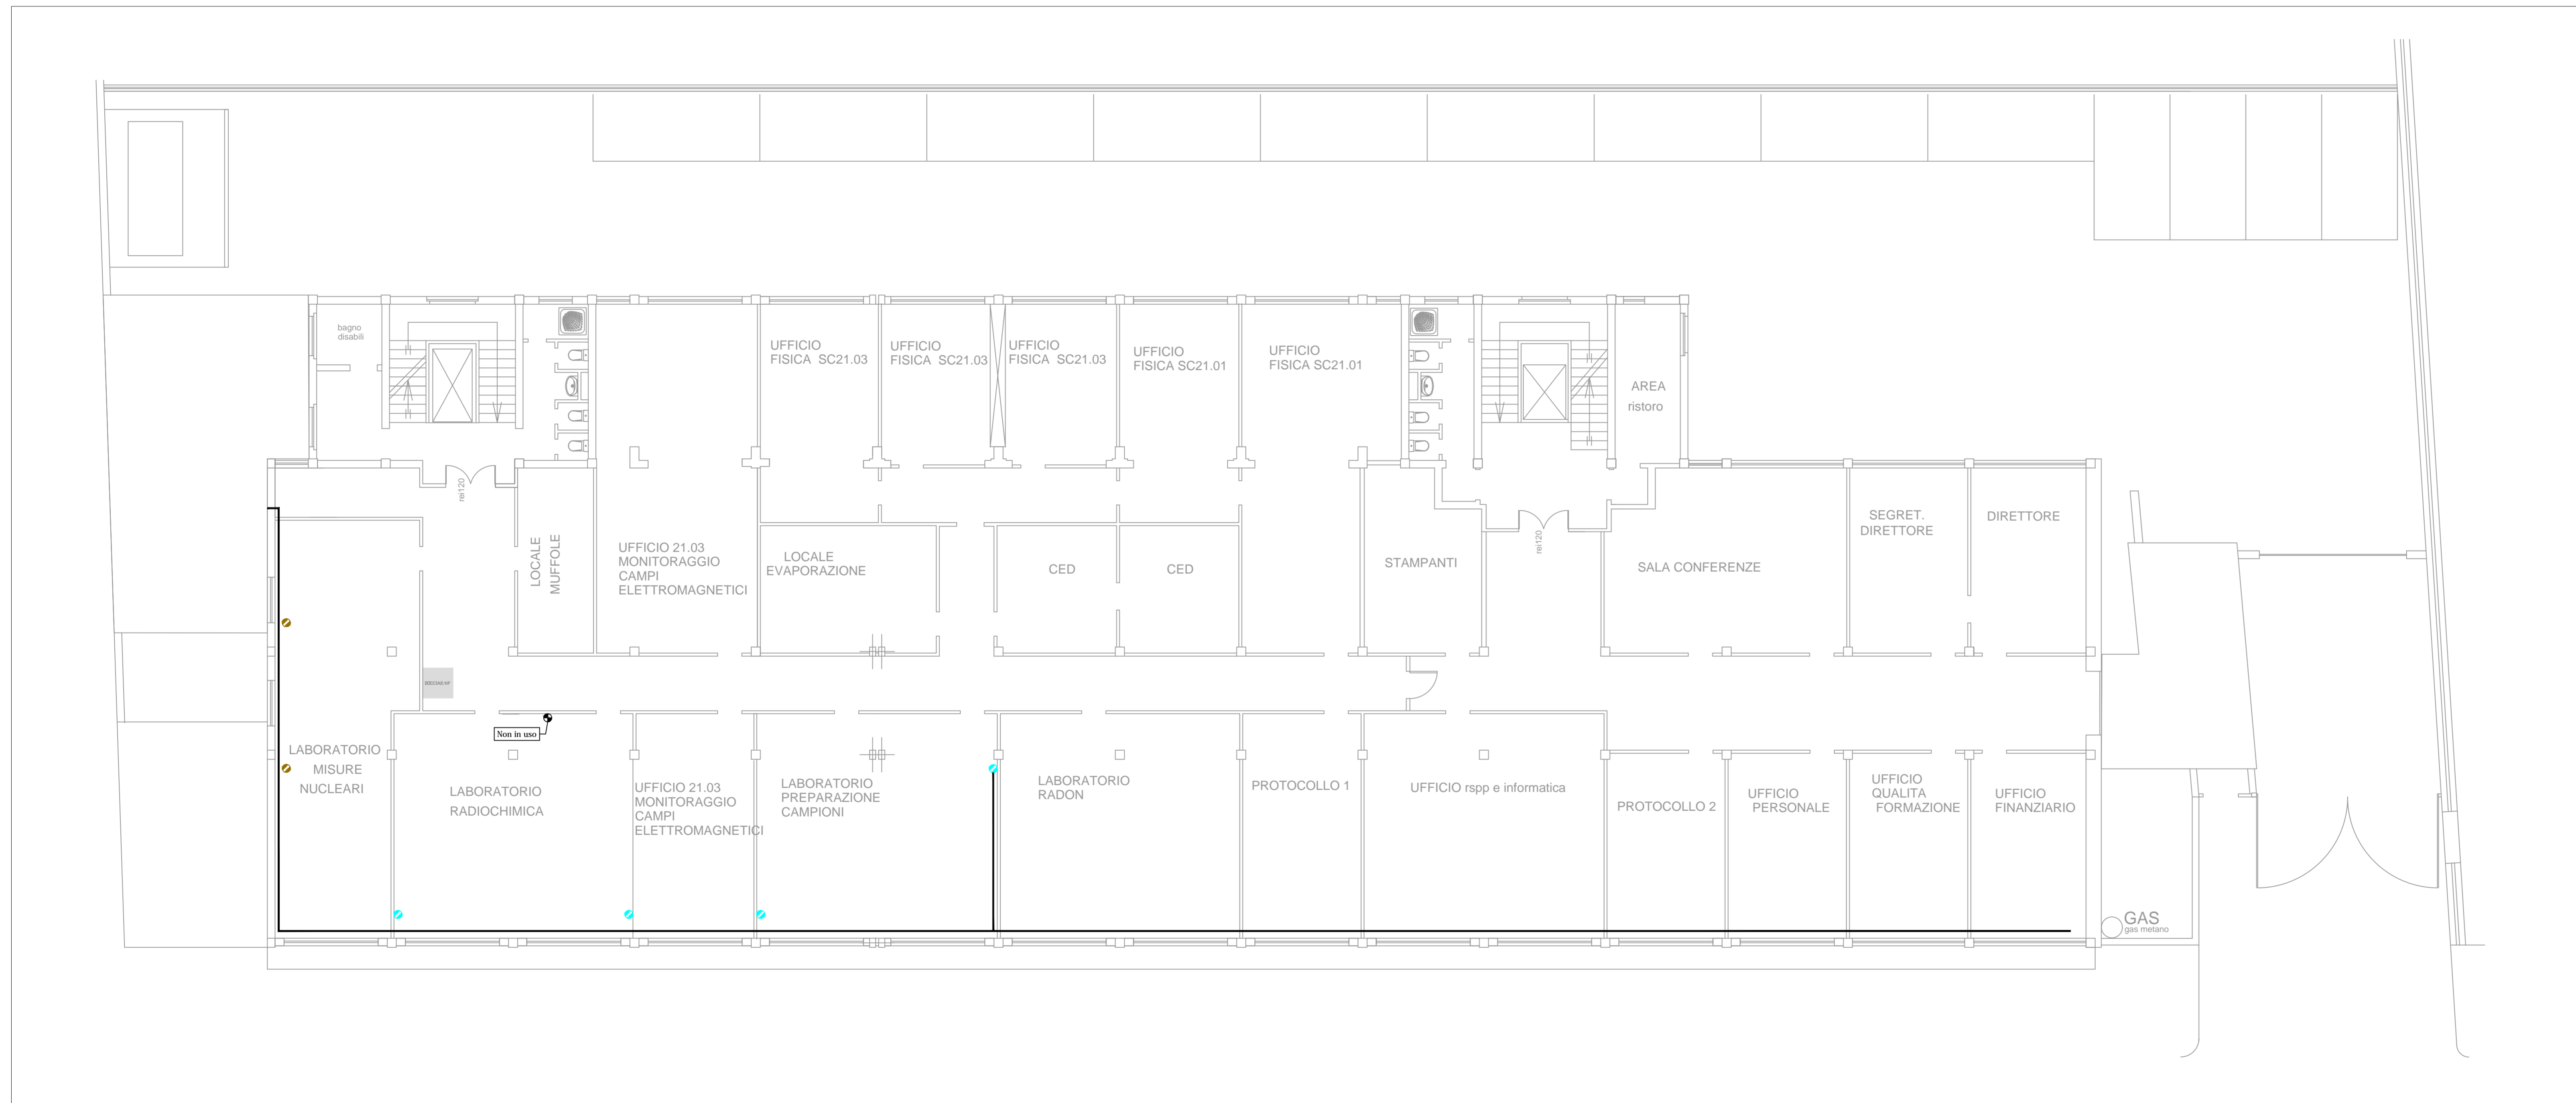 bagno
disabili
UFFICIO
FISICA SC21.03
UFFICIO
FISICA SC21.03
UFFICIO
FISICA SC21.03
UFFICIO
FISICA SC21.01
UFFICIO
FISICA SC21.01
AREA
ristoro
rei120
LOCALE
MUFFOLE
UFFICIO 21.03
MONITORAGGIO
CAMPI
ELETTROMAGNETICI
LOCALE
EVAPORAZIONE
CED
CED
STAMPANTI
rei120
SALA CONFERENZE
SEGRET.
DIRETTORE
DIRETTORE
Non in uso
LABORATORIO
MISURE
NUCLEARI
LABORATORIO
RADIOCHIMICA
UFFICIO 21.03
MONITORAGGIO
CAMPI
ELETTROMAGNETICI
LABORATORIO
PREPARAZIONE
CAMPIONI
LABORATORIO
RADON
PROTOCOLLO 1
UFFICIO rspp e informatica
PROTOCOLLO 2
UFFICIO
PERSONALE
UFFICIO
QUALITA
FORMAZIONE
UFFICIO
FINANZIARIO
GAS
gas metano